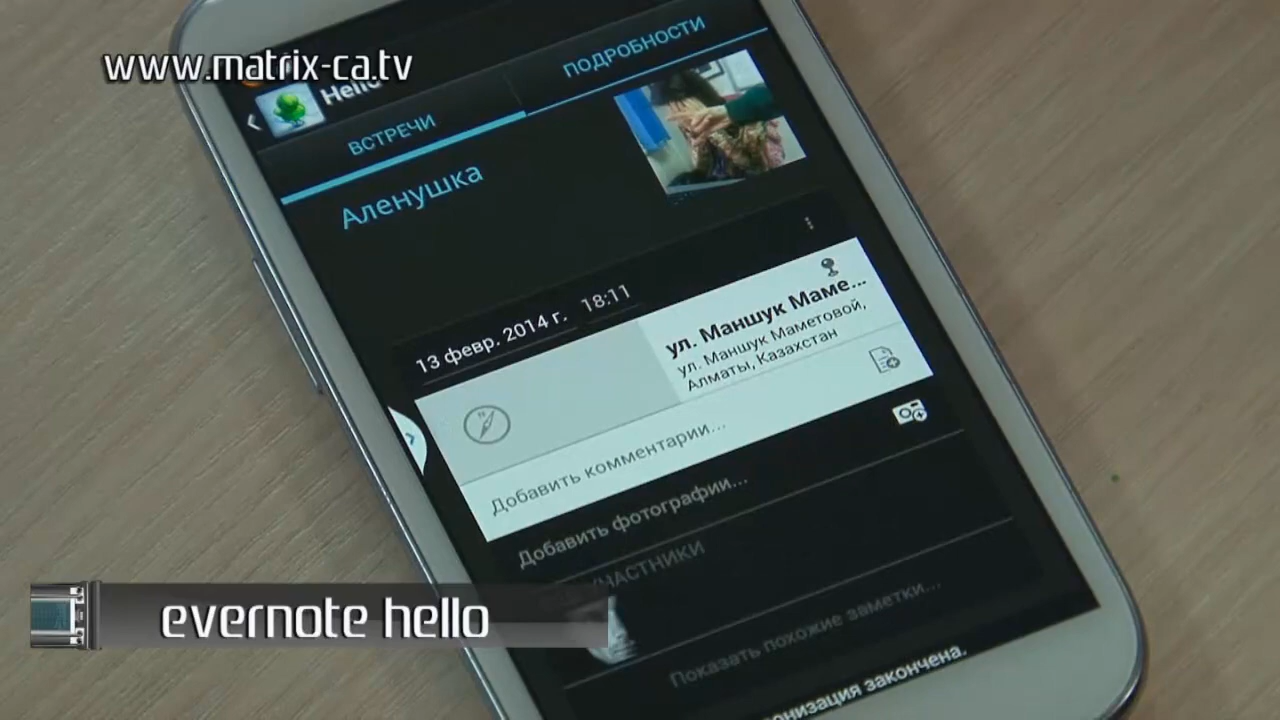 www.matrix-ca.tv
Hello
ВСТРЕЧИ
ПОДРОБНОСТИ
Аленушка
13 февр. 2014 г. 18:11
ул. Маншук Маме...
ул. Маншук Маметовой,
Алматы, Казахстан
Добавить комментарии...
Добавить фотографии...
Показать похожие заметки...
закончена.
evernote hello